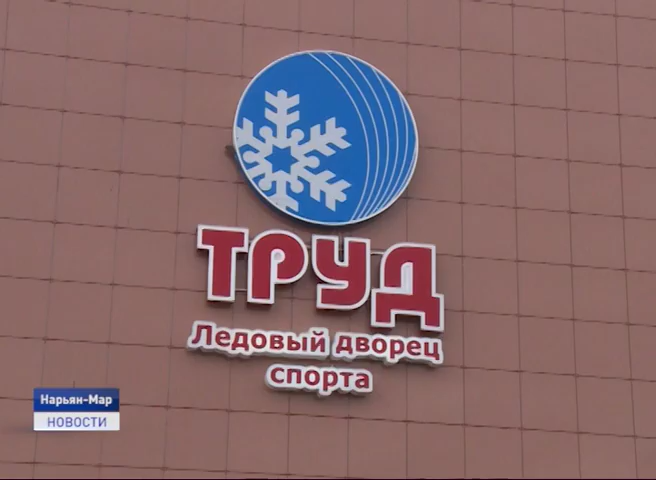 ТРУД
Ледовый дворец
спорта
Нарьян-Мар
НОВОСТИ